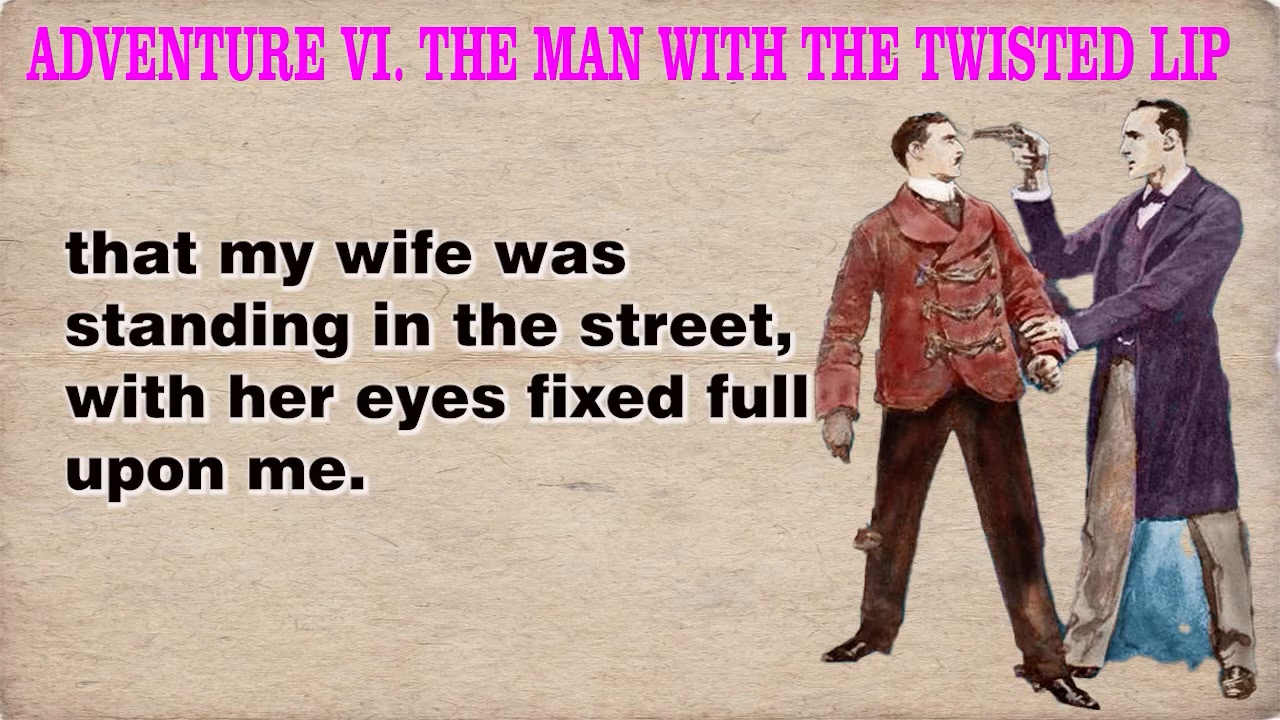 ADVENTURE VI. THE MAN WITH THE TWISTED LIP
that my wife was
standing in the street,
with her eyes fixed full
upon me.